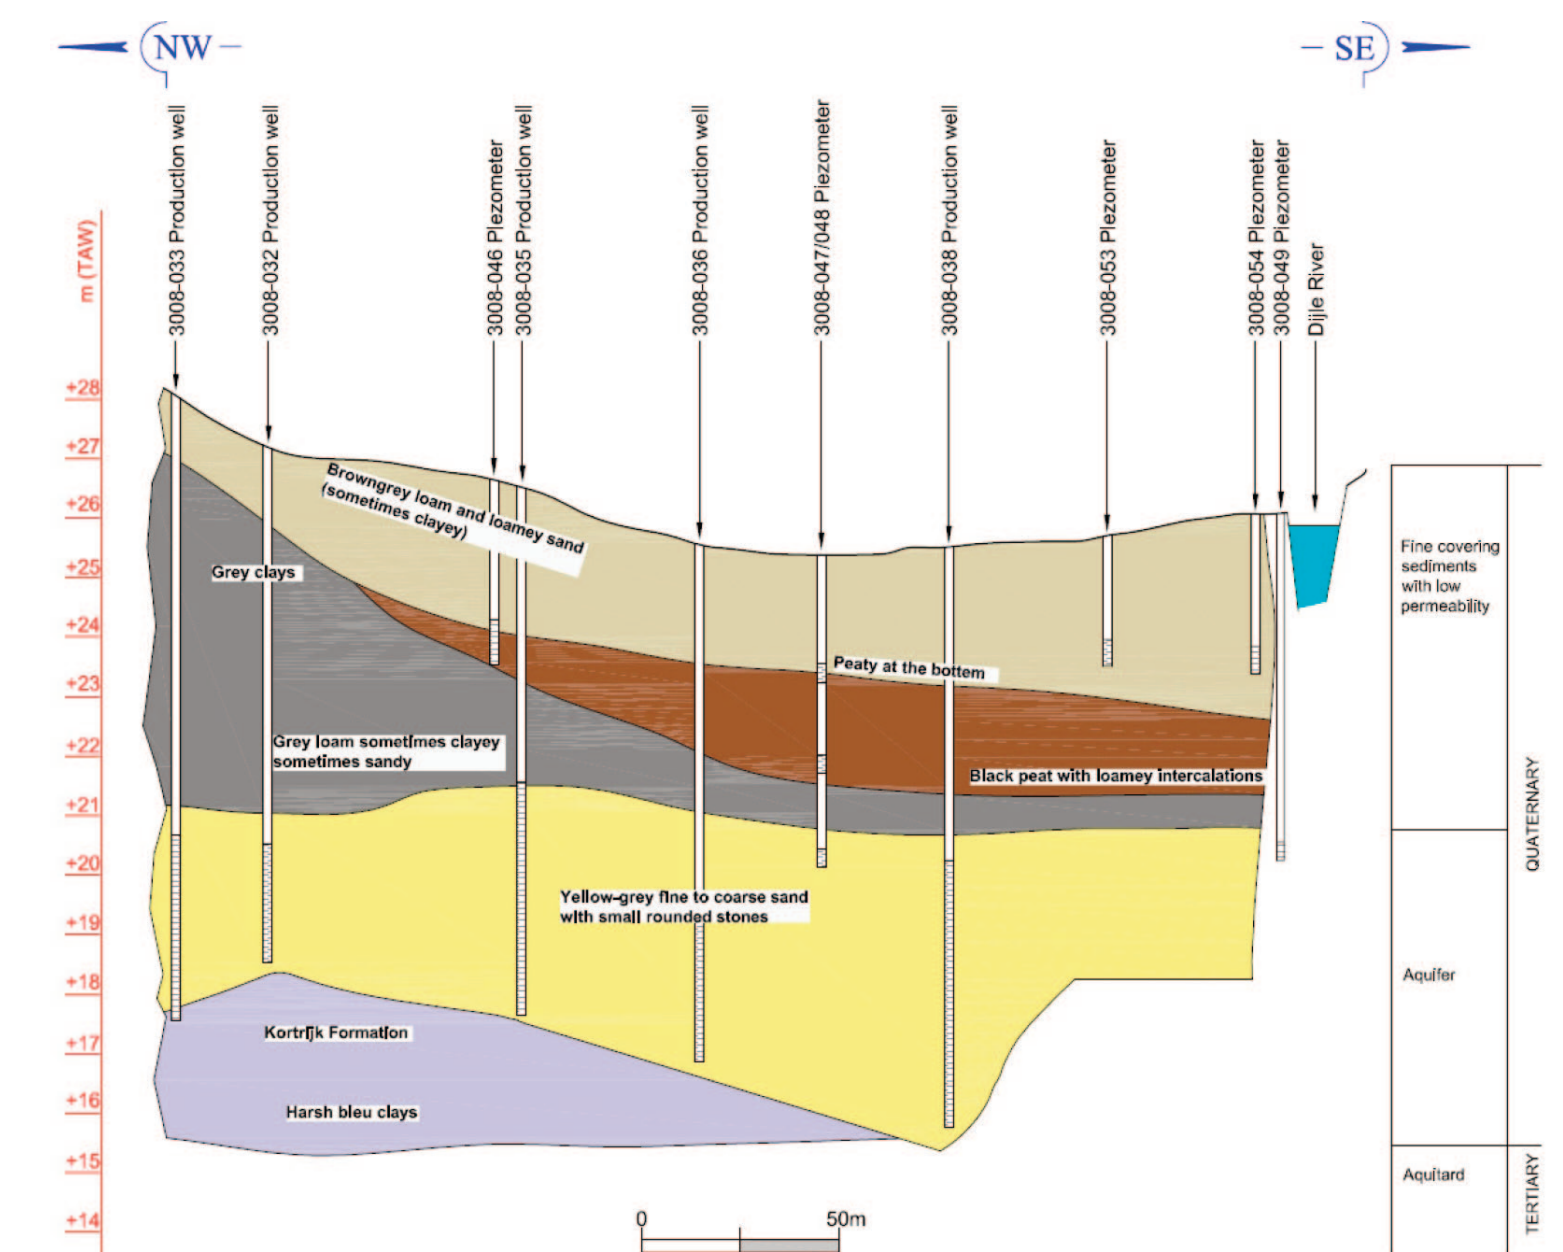 NW
SE
3008-033 Production well
3008-032 Production well
3008-046 Piezometer
3008-035 Production well
3008-036 Production well
3008-047/048 Piezometer
3008-038 Production well
3008-053 Piezometer
3008-054 Piezometer
3008-049 Piezometer
Dijle River
m (TAW)
+28
+27
+26
+25
+24
+23
+22
+21
+20
+19
+18
+17
+16
+15
+14
Browngrey loam and loamey sand
(sometimes clayey)
Grey clays
Peaty at the bottem
Grey loam sometimes clayey
sometimes sandy
Black peat with loamey intercalations
Yellow-grey fine to coarse sand
with small rounded stones
Kortrijk Formation
Harsh bleu clays
Fine covering
sediments
with low
permeability
Aquifer
Aquitard
QUATERNARY
TERTIARY
0 50m